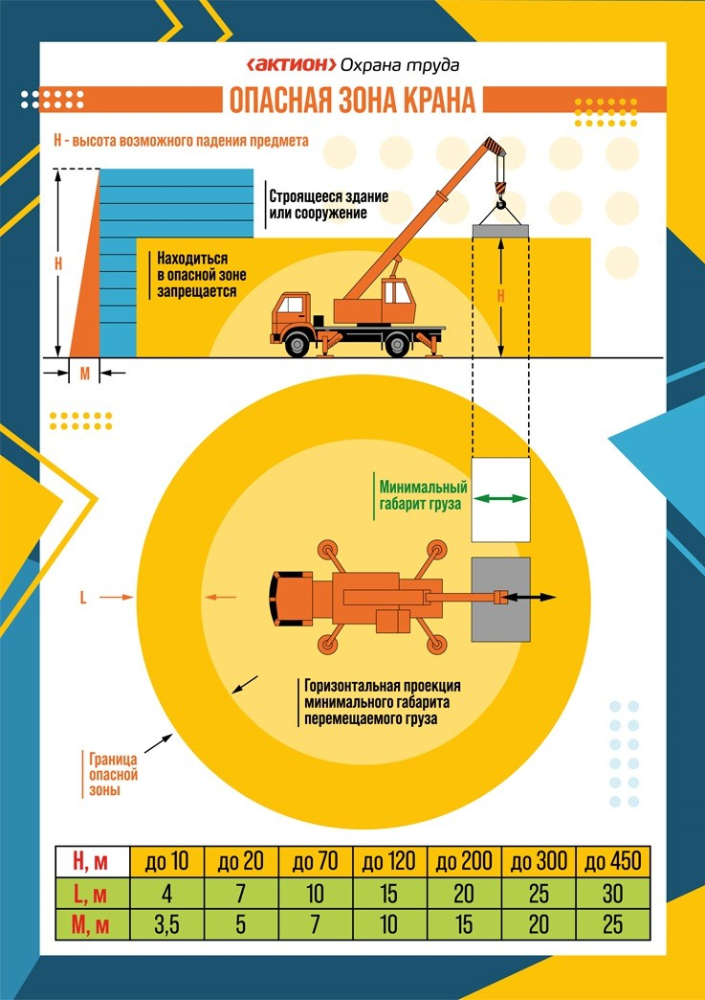 ‹актион› Охрана труда
ОПАСНАЯ ЗОНА КРАНА
Н - высота возможного падения предмета
Строящееся здание
или сооружение
Находиться
в опасной зоне
запрещается
Н
Н
М
Минимальный
габарит груза
L
Горизонтальная проекция
минимального габарита
перемещаемого груза
Граница
опасной
зоны
Н, м до 10 до 20 до 70 до 120 до 200 до 300 до 450
L, м 4 7 10 15 20 25 30
М, м 3,5 5 7 10 15 20 25